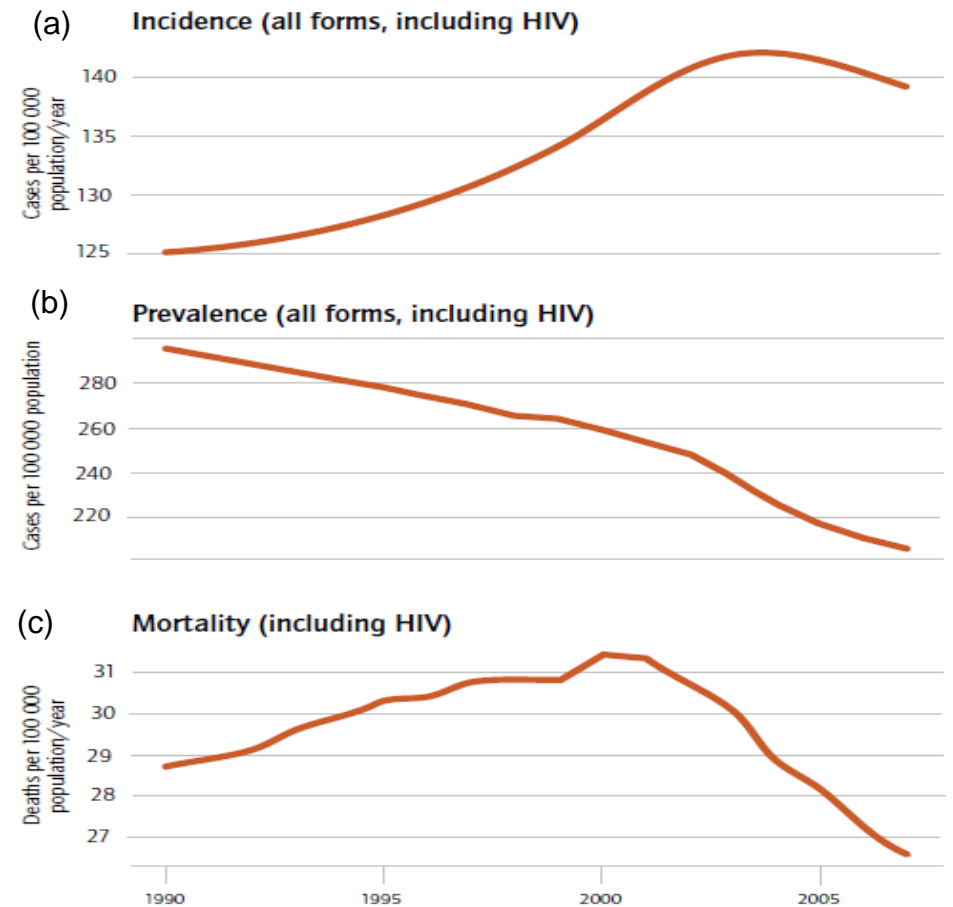 (a)
Incidence (all forms, including HIV)
Cases per 100 000
population/year
140
135
130
125
(b)
Prevalence (all forms, including HIV)
Cases per 100 000 population
280
260
240
220
(c)
Mortality (including HIV)
Deaths per 100 000
population/year
31
30
29
28
27
1990 1995 2000 2005